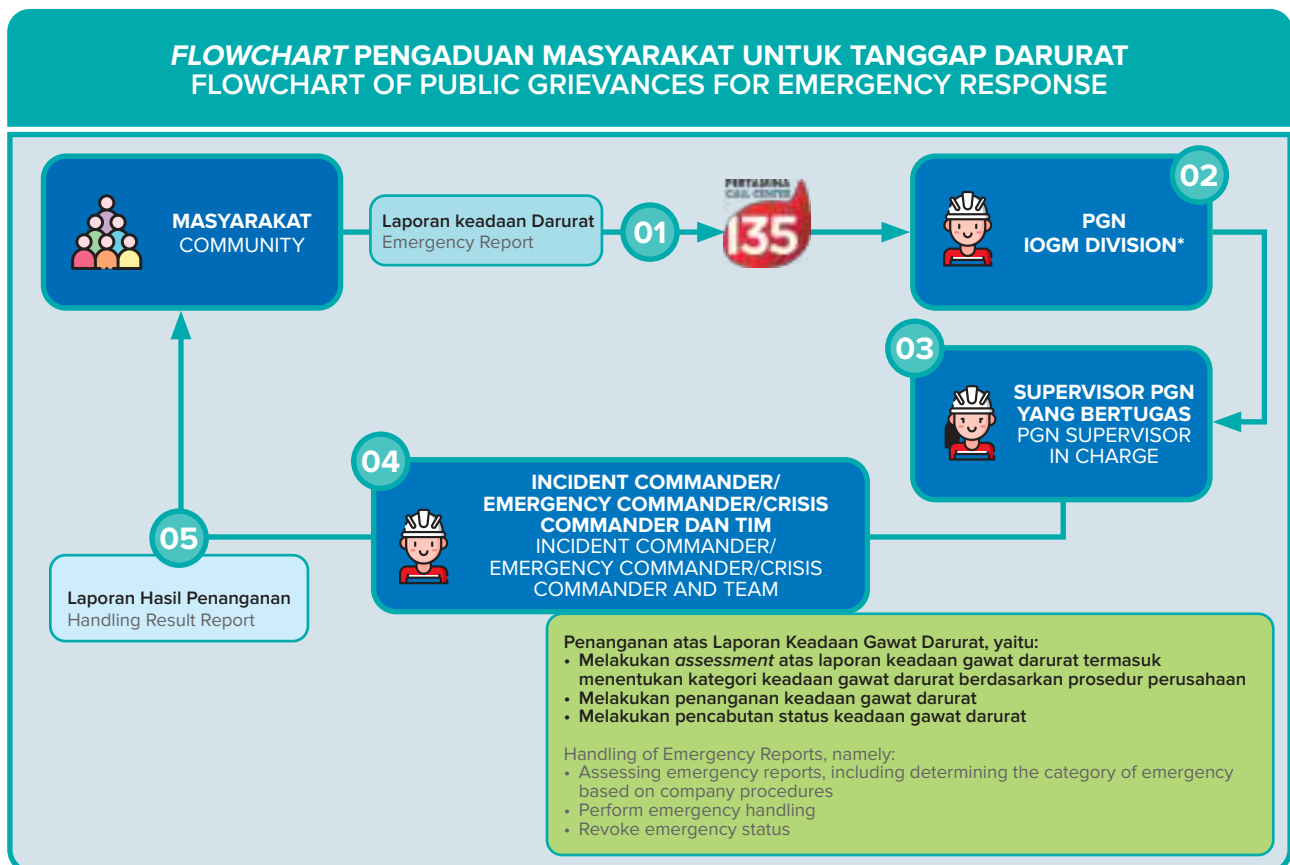 FLOWCHART PENGADUAN MASYARAKAT UNTUK TANGGAP DARURAT
FLOWCHART OF PUBLIC GRIEVANCES FOR EMERGENCY RESPONSE
MASYARAKAT
COMMUNITY
Laporan keadaan Darurat
Emergency Report
01
PERTAMINA
CALL CENTER
135
02
PGN
IOGM DIVISION*
03
SUPERVISOR PGN
YANG BERTUGAS
PGN SUPERVISOR
IN CHARGE
04
INCIDENT COMMANDER/
EMERGENCY COMMANDER/CRISIS
COMMANDER DAN TIM
INCIDENT COMMANDER/
EMERGENCY COMMANDER/CRISIS
COMMANDER AND TEAM
Penanganan atas Laporan Keadaan Gawat Darurat, yaitu:
• Melakukan assessment atas laporan keadaan gawat darurat termasuk
menentukan kategori keadaan gawat darurat berdasarkan prosedur perusahaan
• Melakukan penanganan keadaan gawat darurat
• Melakukan pencabutan status keadaan gawat darurat
Handling of Emergency Reports, namely:
• Assessing emergency reports, including determining the category of emergency
based on company procedures
• Perform emergency handling
• Revoke emergency status
05
Laporan Hasil Penanganan
Handling Result Report